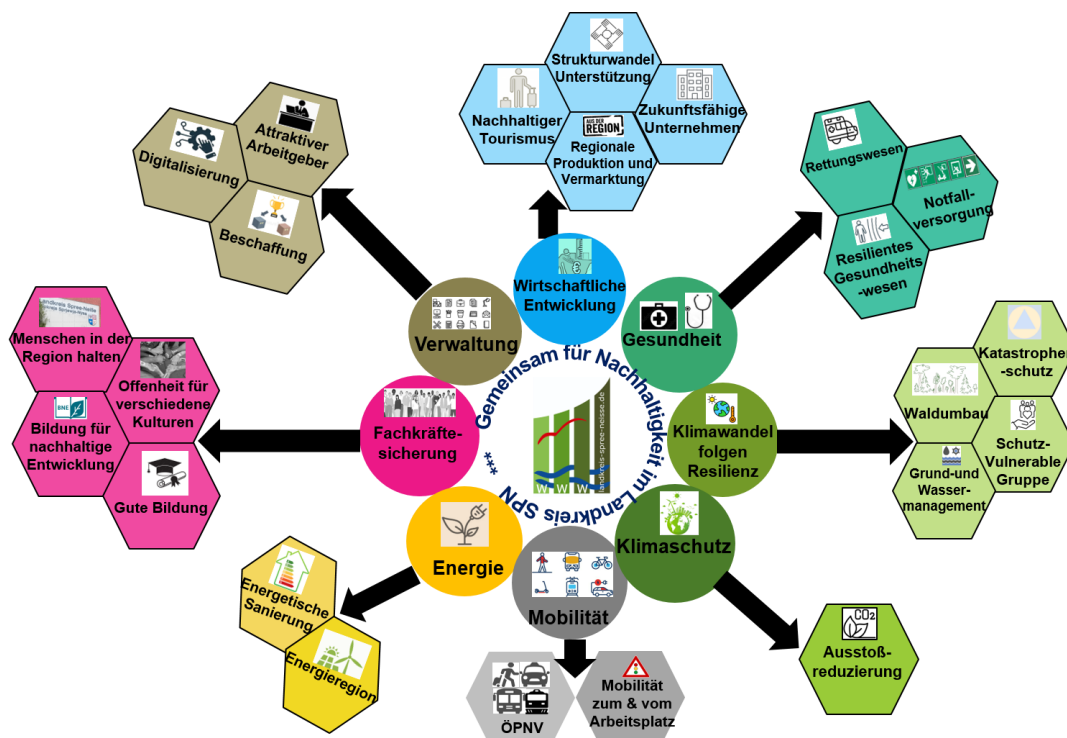 Strukturwandel
Unterstützung
Nachhaltiger
Tourismus
Zukunftsfähige
Unternehmen
AUS DER
REGION
Regionale
Produktion und
Vermarktung
Attraktiver
Arbeitgeber
Digitalisierung
Beschaffung
Rettungswesen
Notfall-
versorgung
Resilientes
Gesundheits
-wesen
Wirtschaftliche
Entwicklung
Verwaltung
Gesundheit
Menschen in der
Region halten
Offenheit für
verschiedene
Kulturen
BNE
Bildung für
nachhaltige
Entwicklung
Gute Bildung
Fachkräfte-
sicherung
*** Gemeinsam für Nachhaltigkeit im Landkreis SPN
www
landkreis-spree-neisse.de
Klimawandel
folgen
Resilienz
Katastrophen
-schutz
Waldumbau
Schutz-
Vulnerable
Gruppe
Grund-und
Wasser-
management
Energie
Klimaschutz
Mobilität
Energetische
Sanierung
Energieregion
ÖPNV
Mobilität
zum & vom
Arbeitsplatz
CO2
Ausstoß-
reduzierung